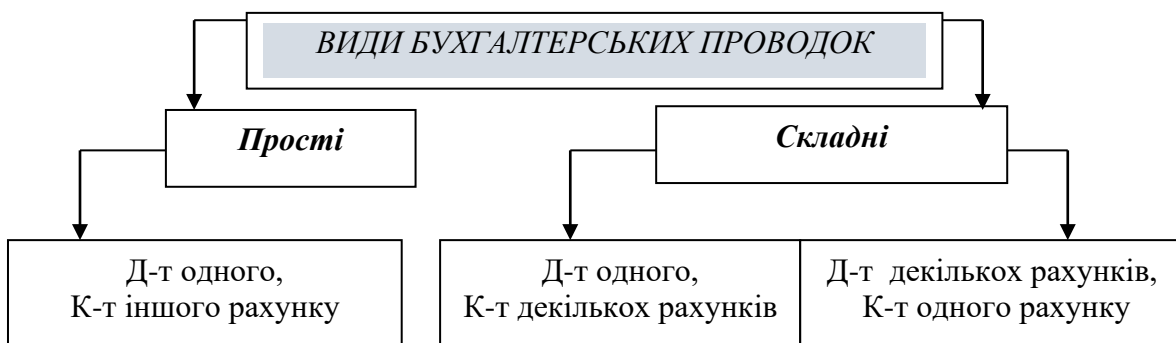 ВИДИ БУХГАЛТЕРСЬКИХ ПРОВОДОК
Прості
Складні
Д-т одного,
К-т іншого рахунку
Д-т одного,
К-т декількох рахунків
Д-т декількох рахунків,
К-т одного рахунку